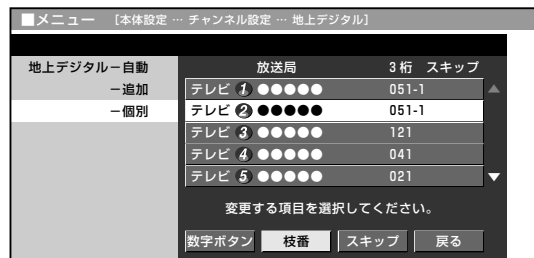 ■メニュー [本体設定 … チャンネル設定 … 地上デジタル]
地上デジタル－自動
－追加
－個別
放送局 3桁 スキップ
テレビ 1 ●●●●● 051-1
テレビ 2 ●●●●● 051-1
テレビ 3 ●●●●● 121
テレビ 4 ●●●●● 041
テレビ 5 ●●●●● 021
変更する項目を選択してください。
数字ボタン 枝番 スキップ 戻る